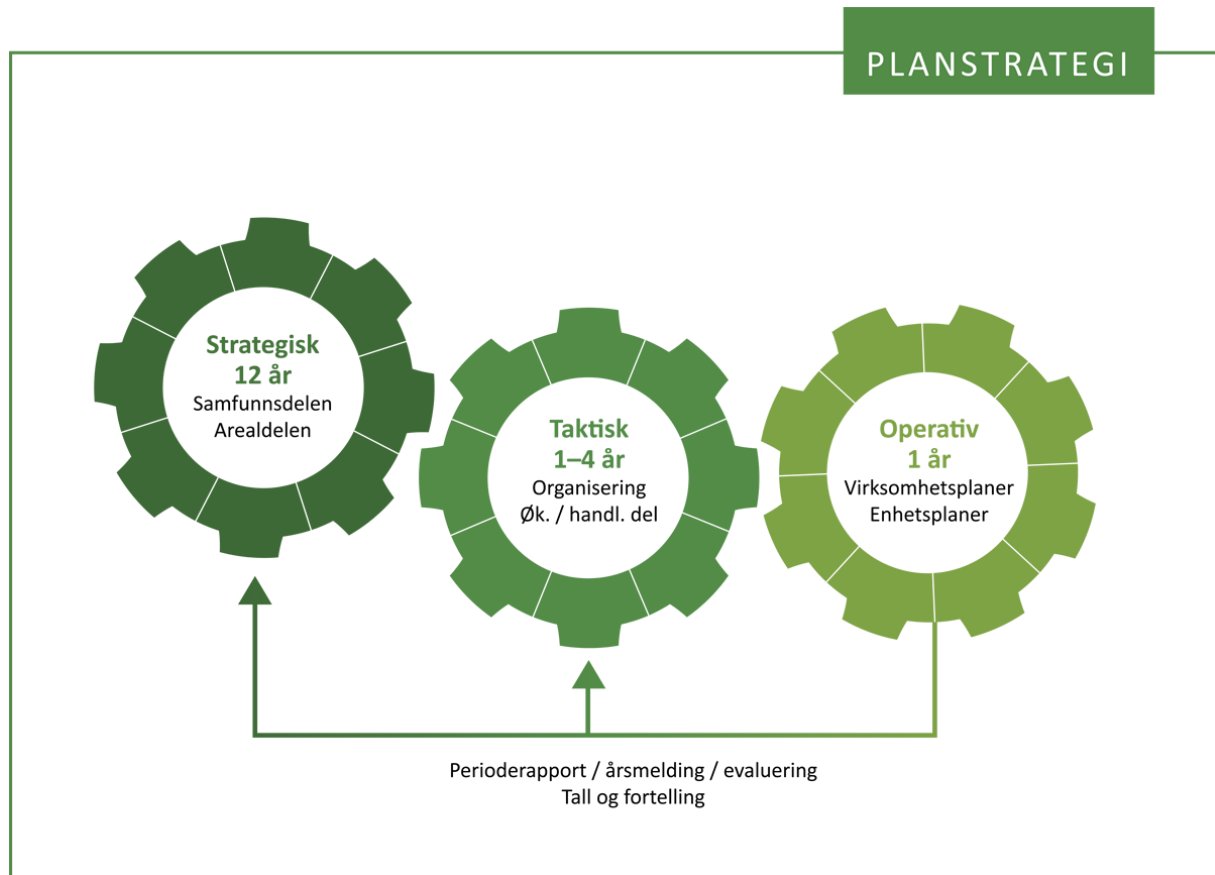 PLANSTRATEGI
Strategisk
12 år
Samfunnsdelen
Arealdelen
Taktisk
1–4 år
Organisering
Øk. / handl. del
Operativ
1 år
Virksomhetsplaner
Enhetsplaner
Perioderapport / årsmelding / evaluering
Tall og fortelling